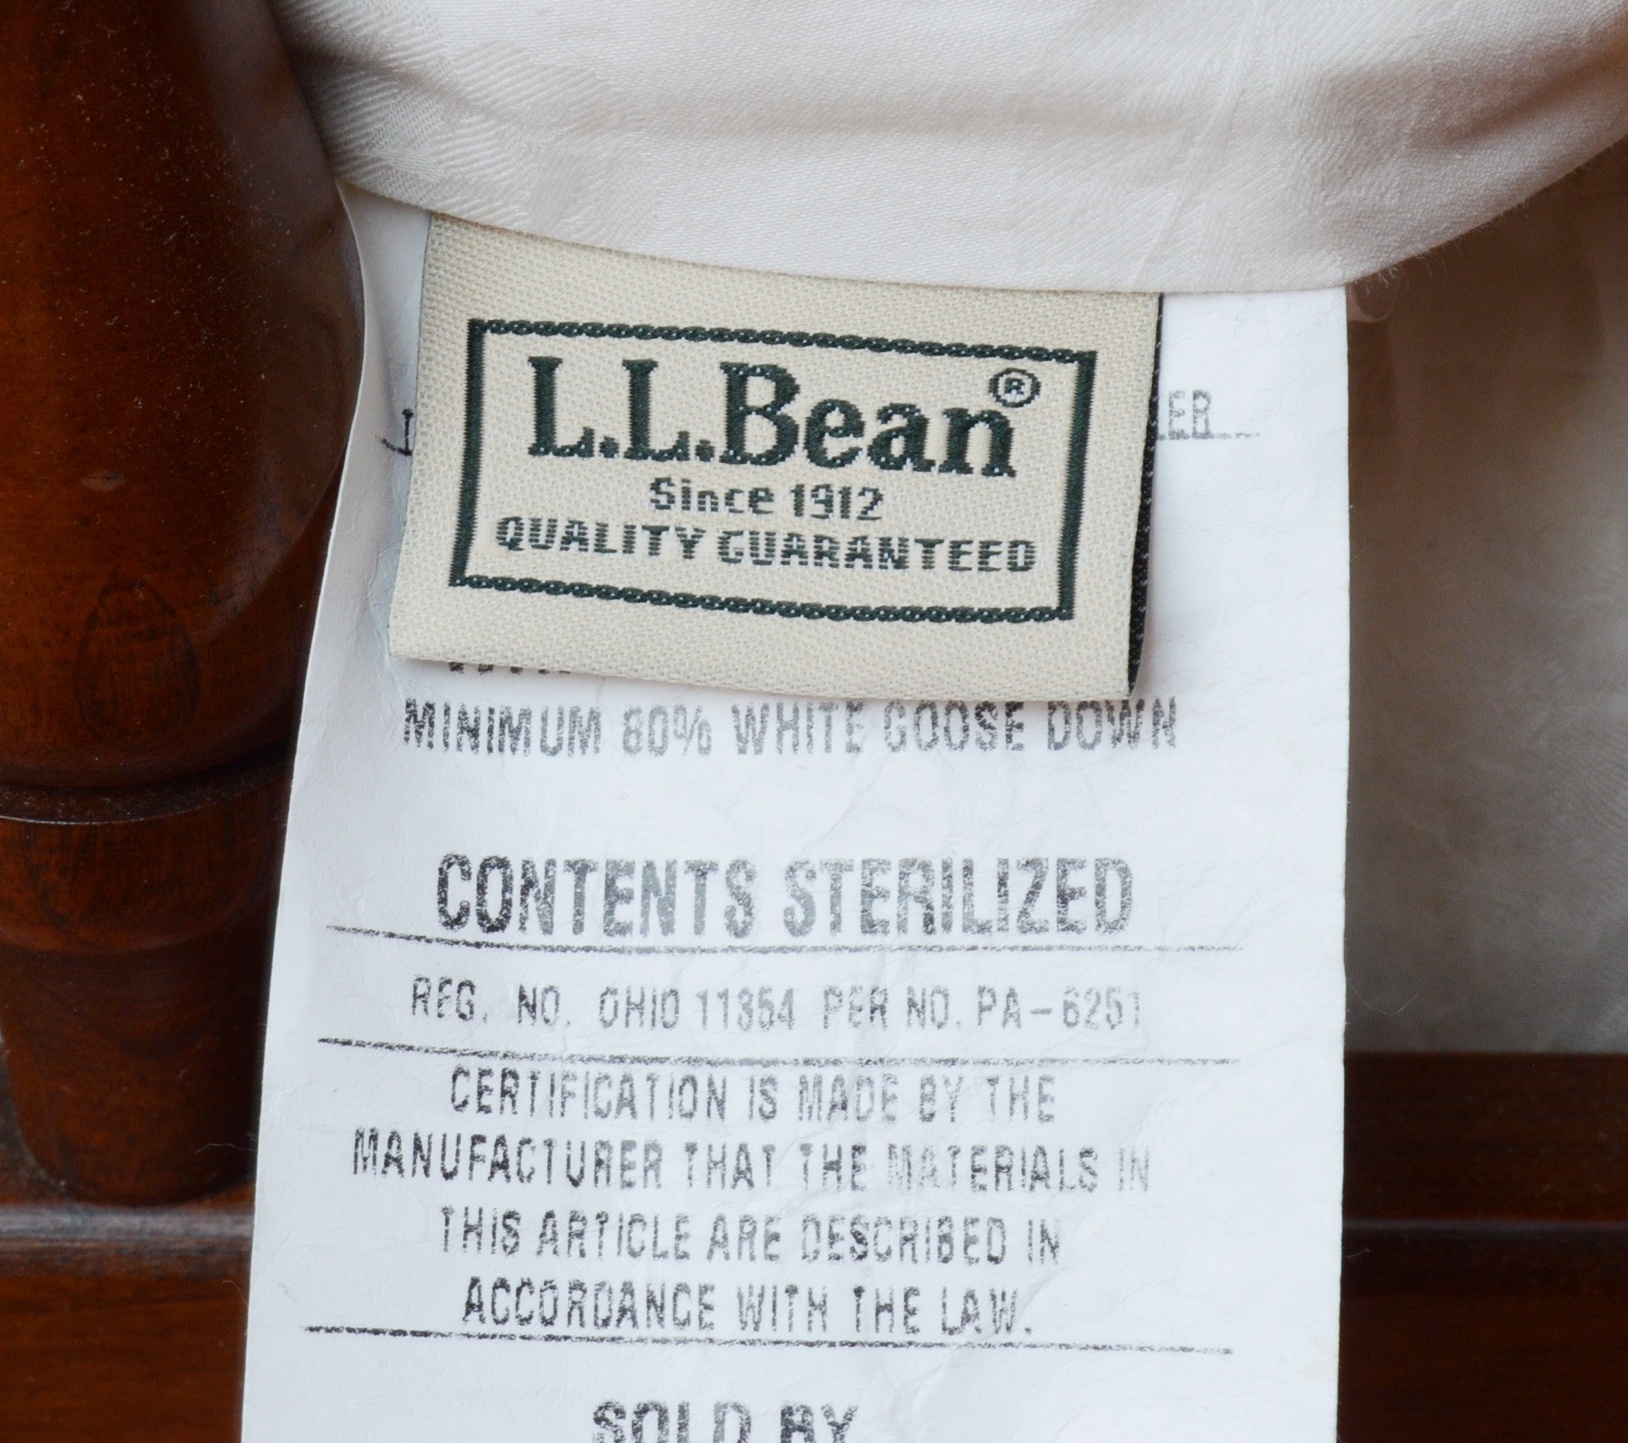 L.L.Bean®
Since 1912
QUALITY GUARANTEED
MINIMUM 80% WHITE GOOSE DOWN
CONTENTS STERILIZED
REG. NO. OHIO 11354 PER NO. PA-6251
CERTIFICATION IS MADE BY THE
MANUFACTURER THAT THE MATERIALS IN
THIS ARTICLE ARE DESCRIBED IN
ACCORDANCE WITH THE LAW.
SOLD BY